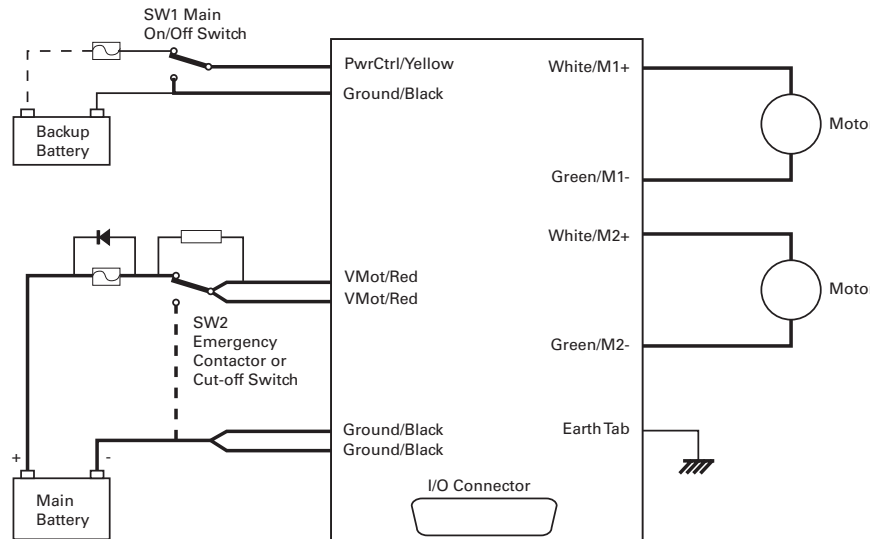 SW1 Main
On/Off Switch
PwrCtrl/Yellow
Ground/Black
Backup
Battery
White/M1+
Green/M1-
Moto
White/M2+
Green/M2-
Moto
VMot/Red
VMot/Red
SW2
Emergency
Contactor or
Cut-off Switch
Ground/Black
Ground/Black
Earth Tab
+
-
Main
Battery
I/O Connector